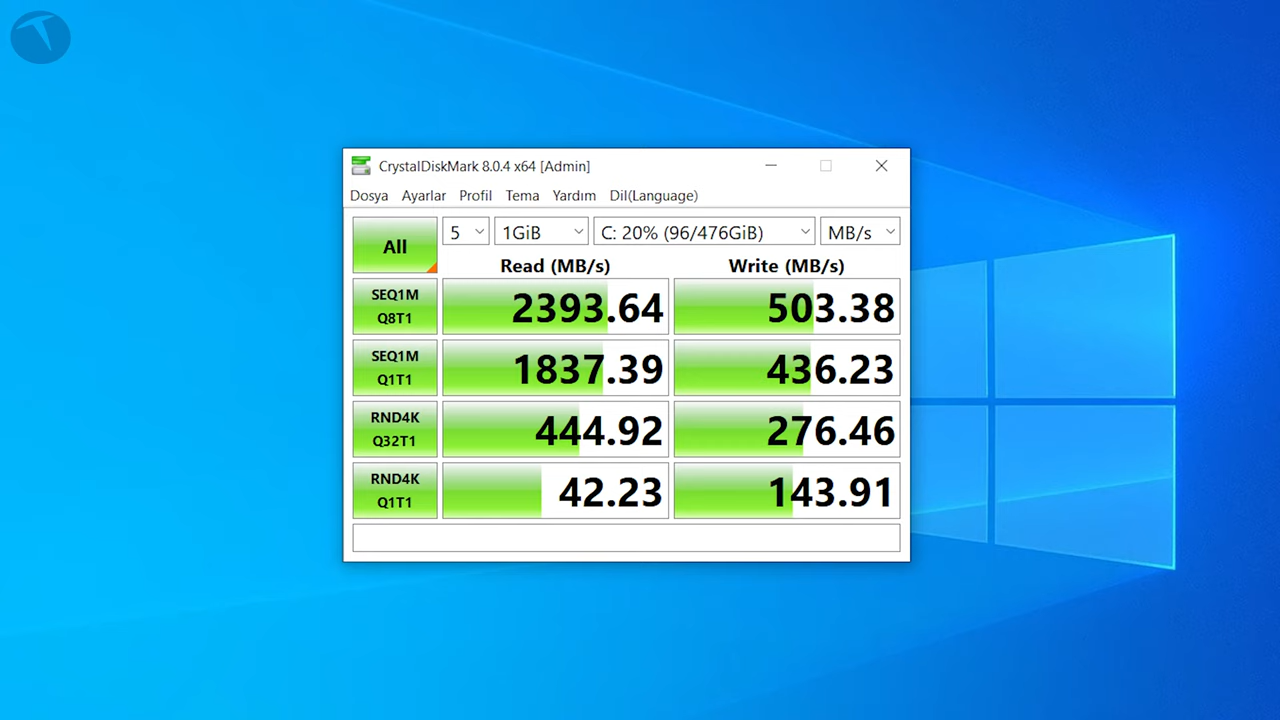 CrystalDiskMark 8.0.4 x64 [Admin]
Dosya Ayarlar Profil Tema Yardım Dil(Language)
All 5 1GiB C: 20% (96/476GiB) MB/s
Read (MB/s) Write (MB/s)
SEQ1M
Q8T1 2393.64 503.38
SEQ1M
Q1T1 1837.39 436.23
RND4K
Q32T1 444.92 276.46
RND4K
Q1T1 42.23 143.91